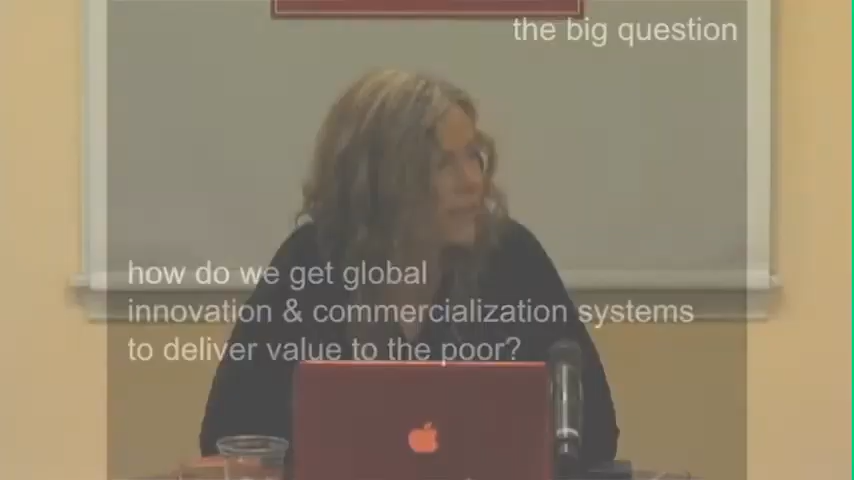 the big question
how do we get global
innovation & commercialization systems
to deliver value to the poor?